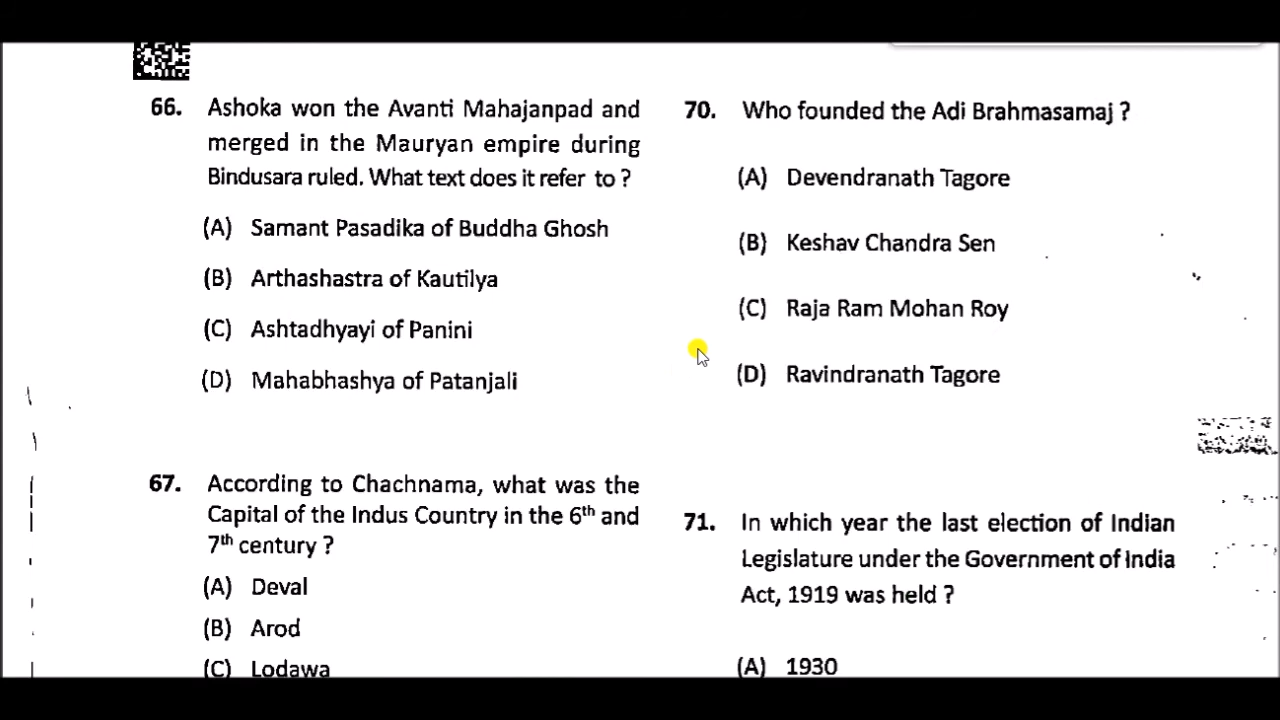 66. Ashoka won the Avanti Mahajanpad and
merged in the Mauryan empire during
Bindusara ruled. What text does it refer to ?
(A) Samant Pasadika of Buddha Ghosh
(B) Arthashastra of Kautilya
(C) Ashtadhyayi of Panini
(D) Mahabhashya of Patanjali
67. According to Chachnama, what was the
Capital of the Indus Country in the 6th and
7th century ?
(A) Deval
(B) Arod
(C) Lodawa
70. Who founded the Adi Brahmasamaj ?
(A) Devendranath Tagore
(B) Keshav Chandra Sen
(C) Raja Ram Mohan Roy
(D) Ravindranath Tagore
71. In which year the last election of Indian
Legislature under the Government of India
Act, 1919 was held ?
(A) 1930